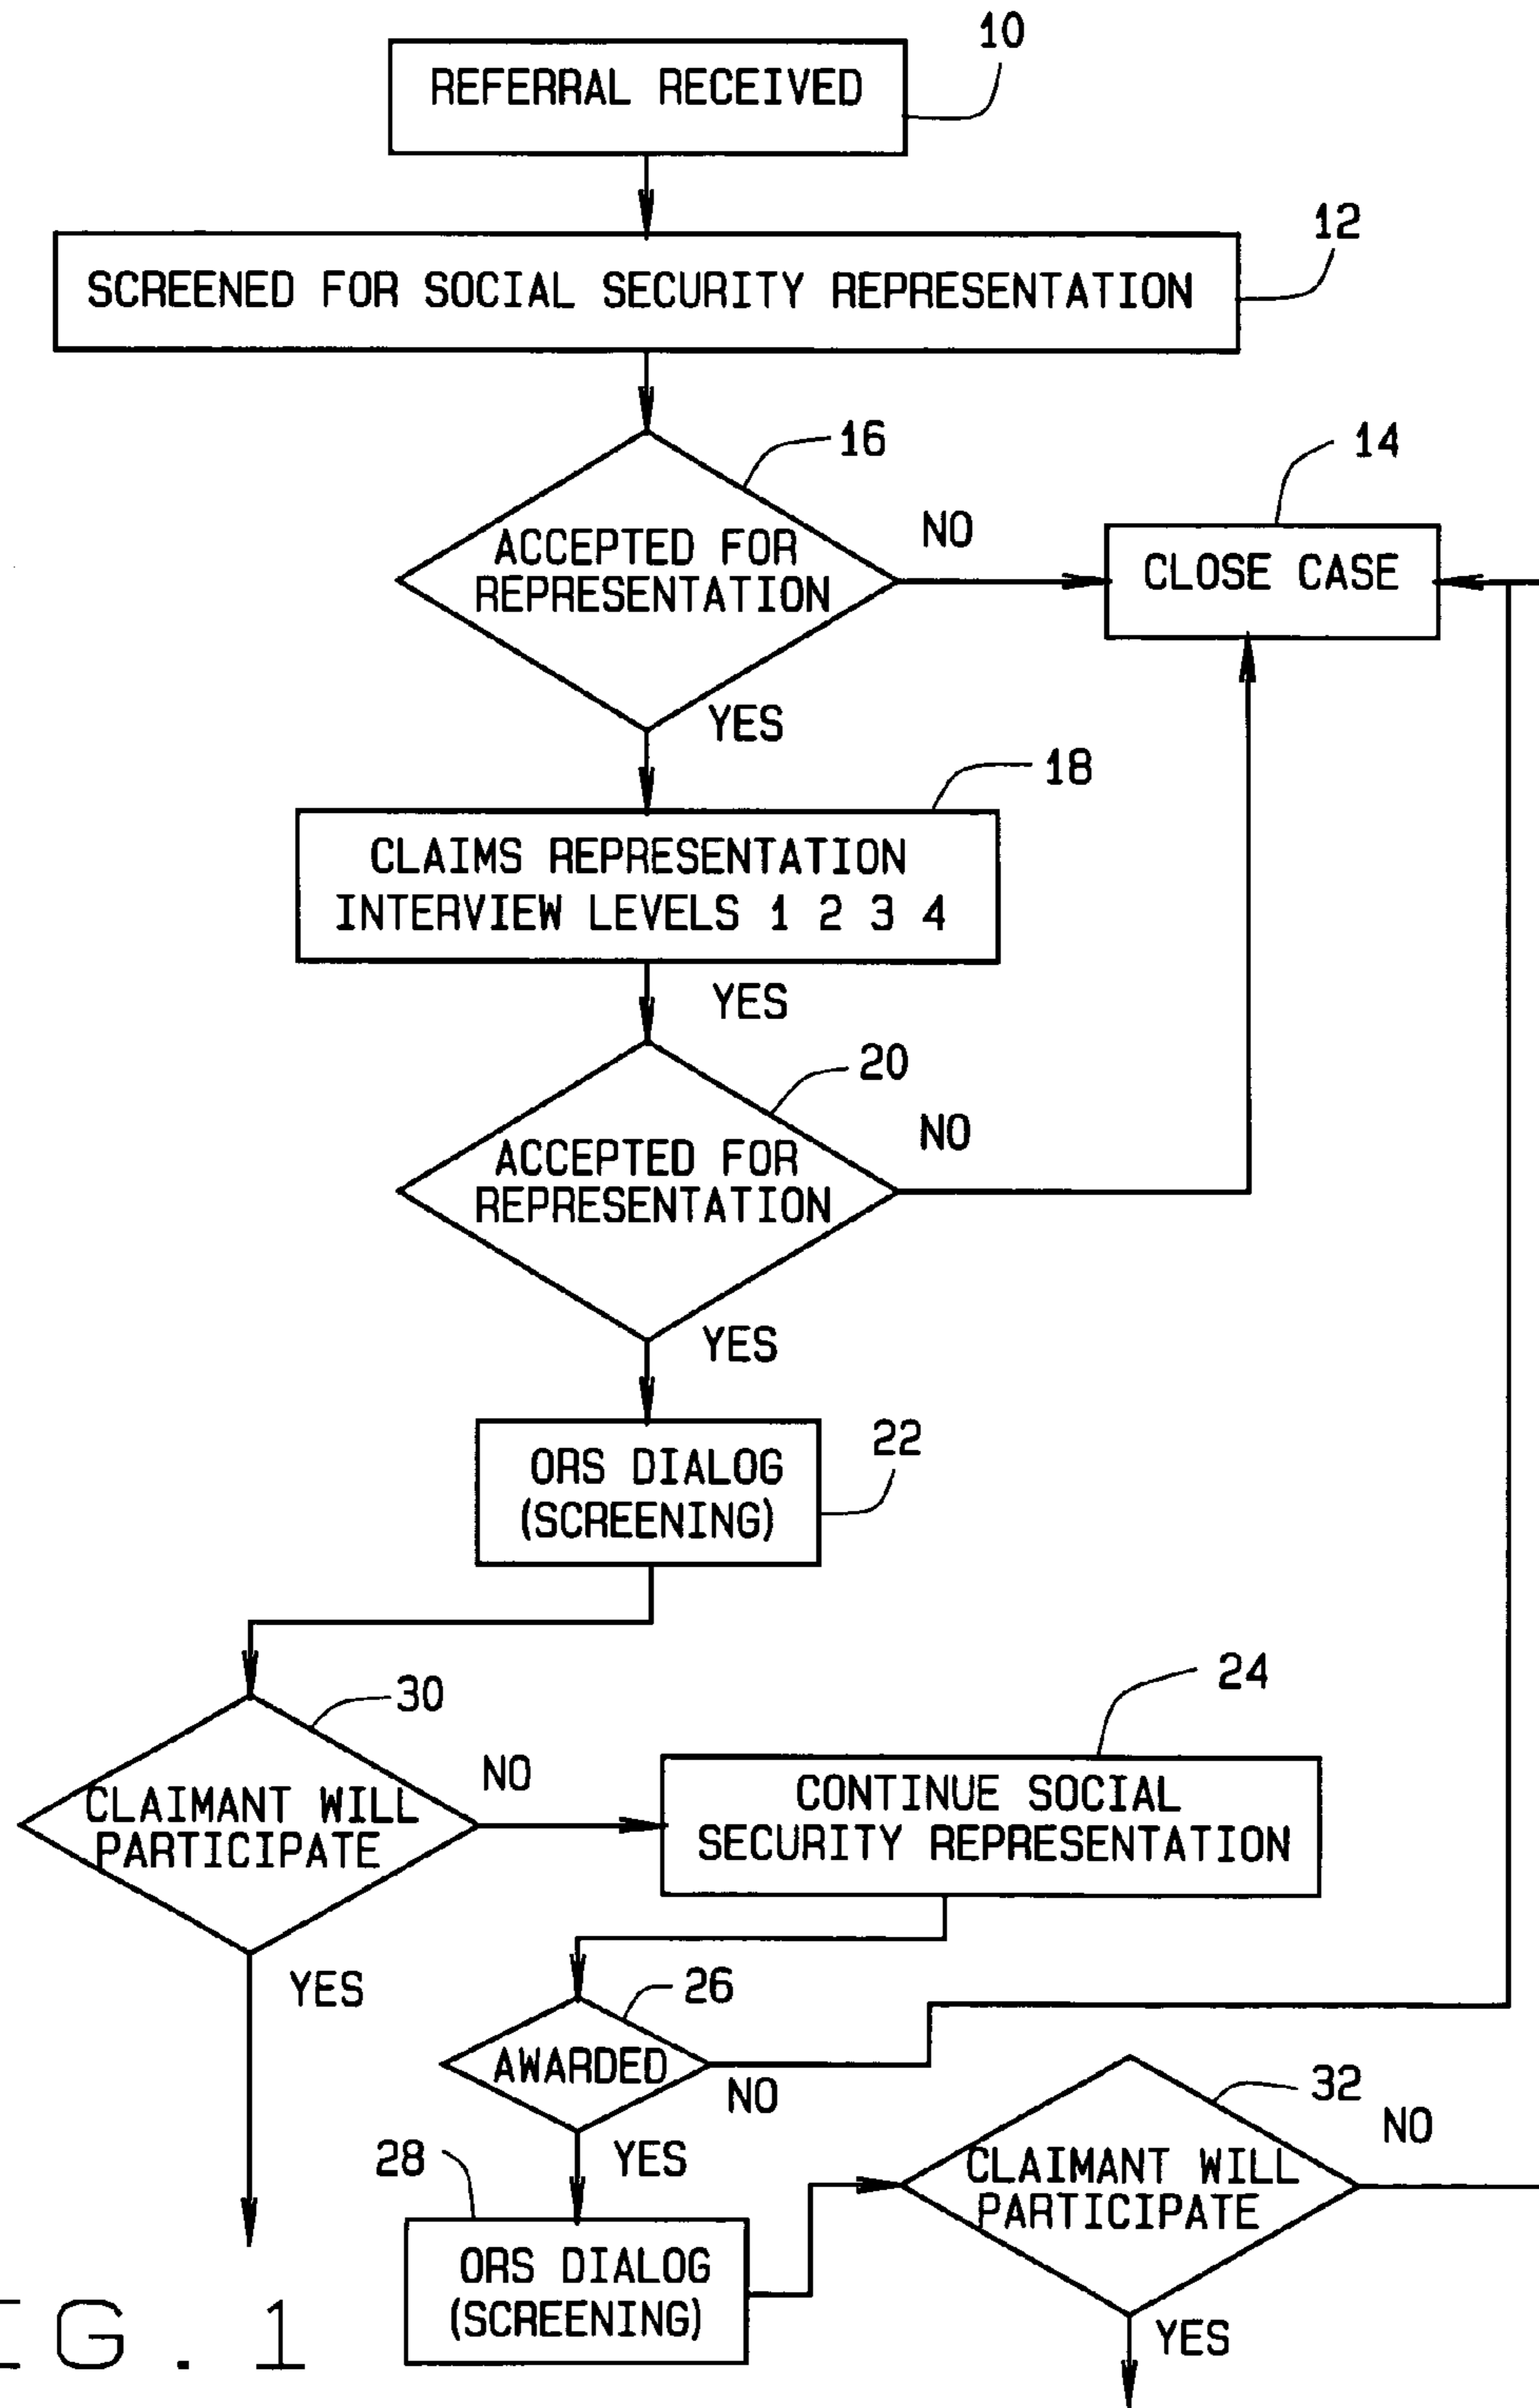 10
REFERRAL RECEIVED
12
SCREENED FOR SOCIAL SECURITY REPRESENTATION
16
14
ACCEPTED FOR
REPRESENTATION
NO
CLOSE CASE
YES
18
CLAIMS REPRESENTATION
INTERVIEW LEVELS 1 2 3 4
YES
20
ACCEPTED FOR
REPRESENTATION
NO
YES
22
ORS DIALOG
(SCREENING)
30
24
CLAIMANT WILL
PARTICIPATE
NO
CONTINUE SOCIAL
SECURITY REPRESENTATION
YES
26
AWARDED
NO
32
NO
28
YES
CLAIMANT WILL
PARTICIPATE
ORS DIALOG
(SCREENING)
YES
IG. 1